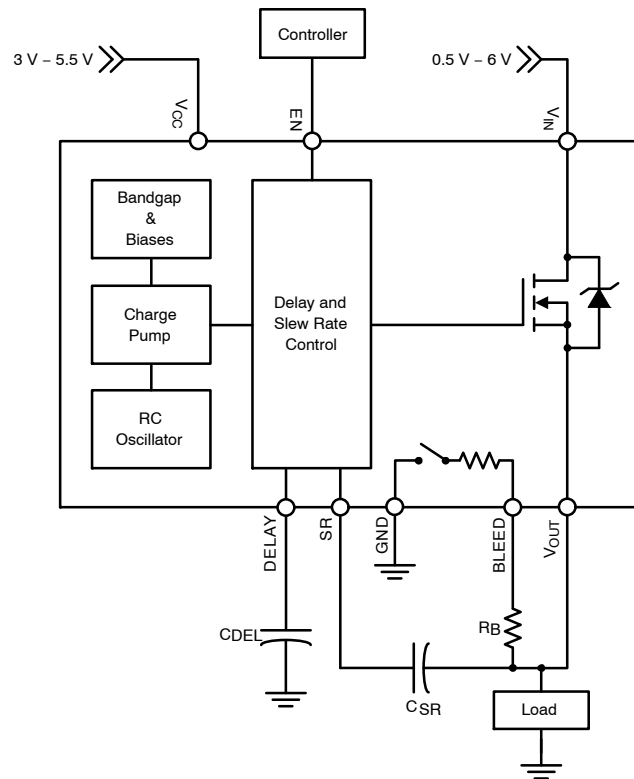 Controller
3 V – 5.5 V
0.5 V – 6 V
VCC
EN
VIN
Bandgap
&
Biases
Charge
Pump
RC
Oscillator
Delay and
Slew Rate
Control
DELAY
SR
GND
BLEED
VOUT
CDEL
RB
CSR
Load